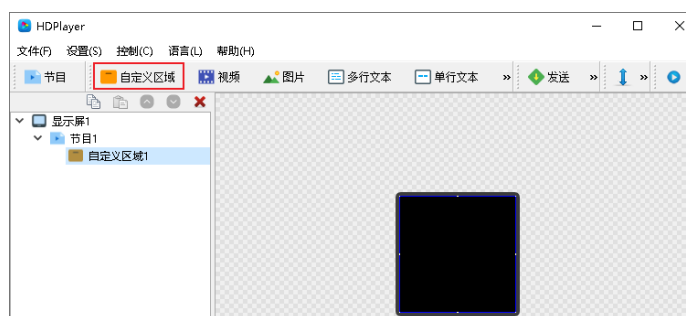 HDPlayer
文件(F) 设置(S) 控制(C) 语言(L) 帮助(H)
节目 自定义区域 视频 图片 多行文本 单行文本 » 发送 » »
显示屏1
节目1
自定义区域1